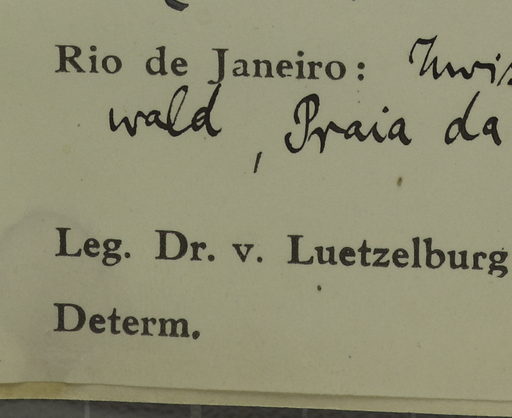 Rio de Janeiro:
wald, Praia da
Leg. Dr. v. Luetzelburg
Determ.